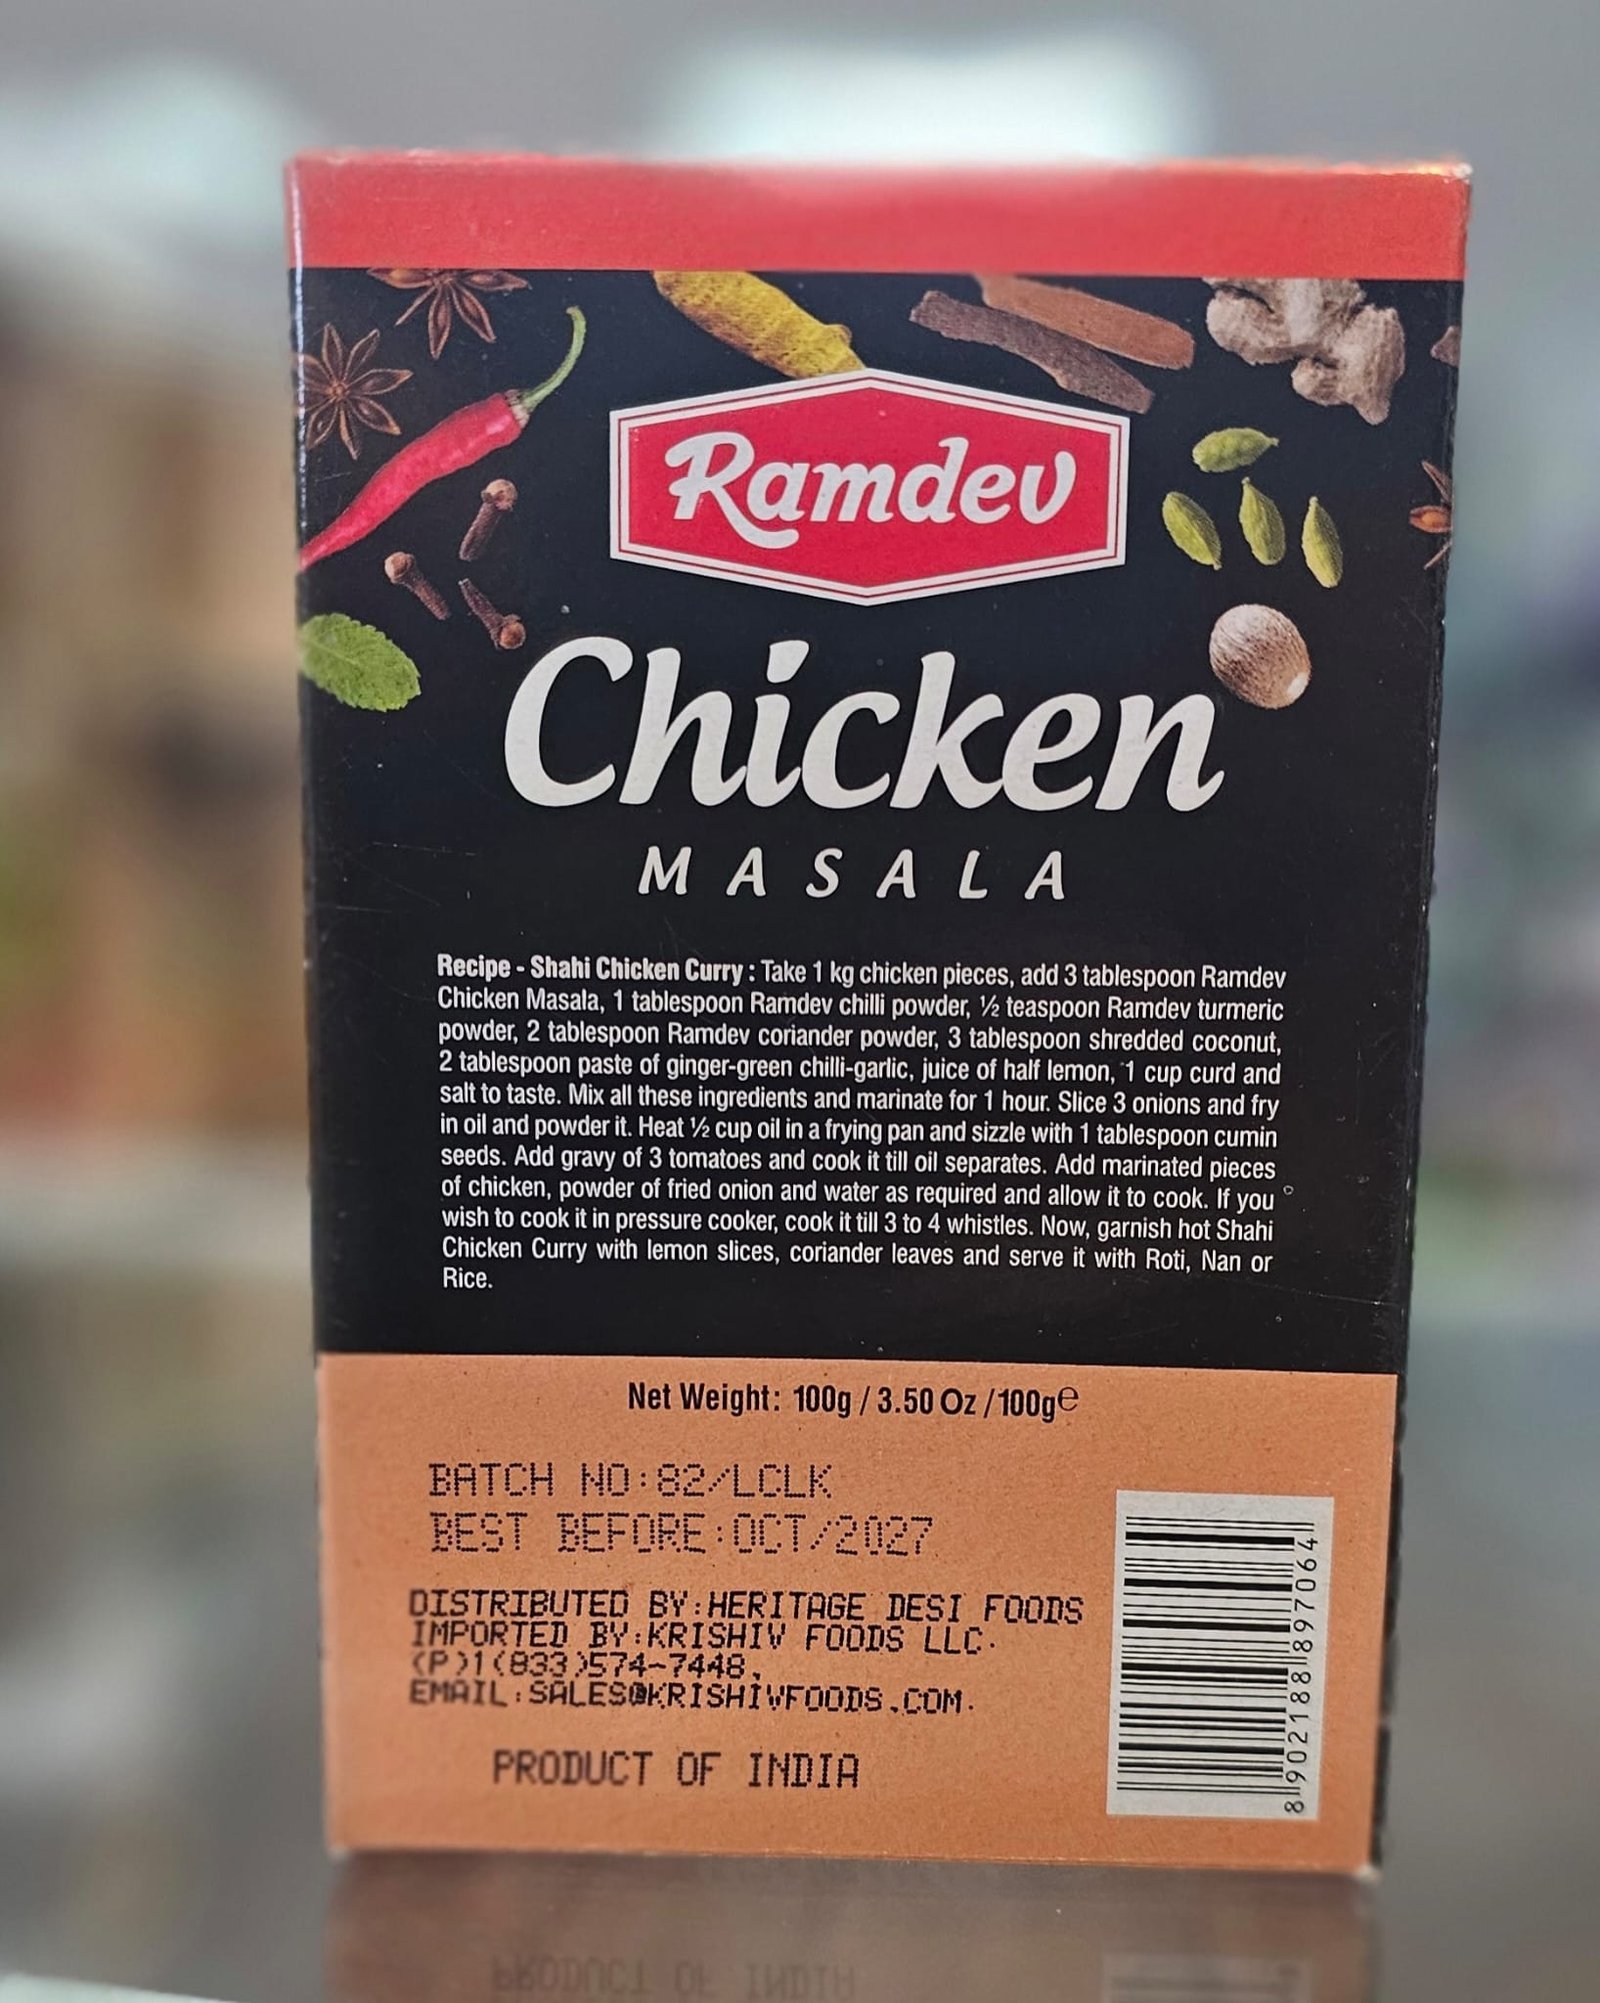 Ramdev
Chicken
MASALA
Recipe - Shahi Chicken Curry : Take 1 kg chicken pieces, add 3 tablespoon Ramdev
Chicken Masala, 1 tablespoon Ramdev chilli powder, ½ teaspoon Ramdev turmeric
powder, 2 tablespoon Ramdev coriander powder, 3 tablespoon shredded coconut,
2 tablespoon paste of ginger-green chilli-garlic, juice of half lemon, 1 cup curd and
salt to taste. Mix all these ingredients and marinate for 1 hour. Slice 3 onions and fry
in oil and powder it. Heat ½ cup oil in a frying pan and sizzle with 1 tablespoon cumin
seeds. Add gravy of 3 tomatoes and cook it till oil separates. Add marinated pieces
of chicken, powder of fried onion and water as required and allow it to cook. If you
wish to cook it in pressure cooker, cook it till 3 to 4 whistles. Now, garnish hot Shahi
Chicken Curry with lemon slices, coriander leaves and serve it with Roti, Nan or
Rice.
Net Weight: 100g / 3.50 Oz / 100g℮
BATCH NO:82/LCLK
BEST BEFORE:OCT/2027
DISTRIBUTED BY:HERITAGE DESI FOODS
IMPORTED BY:KRISHIV FOODS LLC.
(P)1(833)574-7448,
EMAIL:SALES@KRISHIVFOODS.COM.
PRODUCT OF INDIA
8902188897064